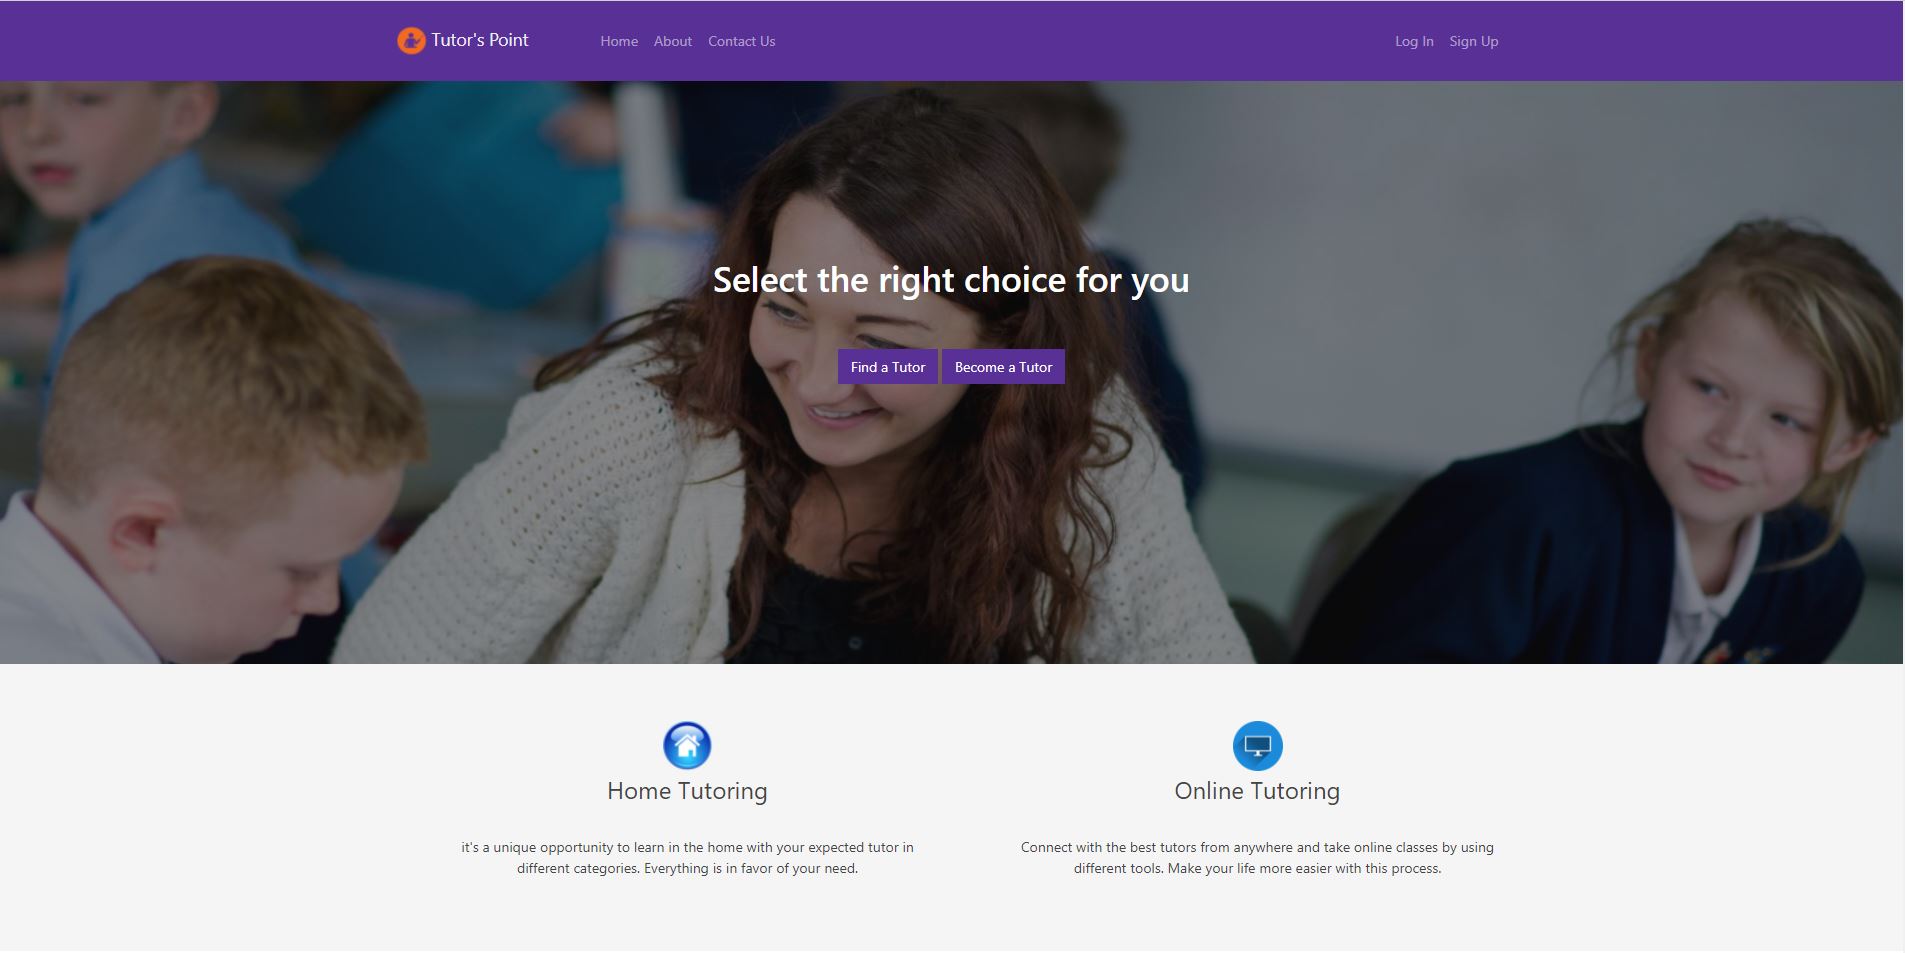 Tutor's Point
Home About Contact Us
Log In Sign Up
Select the right choice for you
Find a Tutor Become a Tutor
Home Tutoring
it's a unique opportunity to learn in the home with your expected tutor in
different categories. Everything is in favor of your need.
Online Tutoring
Connect with the best tutors from anywhere and take online classes by using
different tools. Make your life more easier with this process.